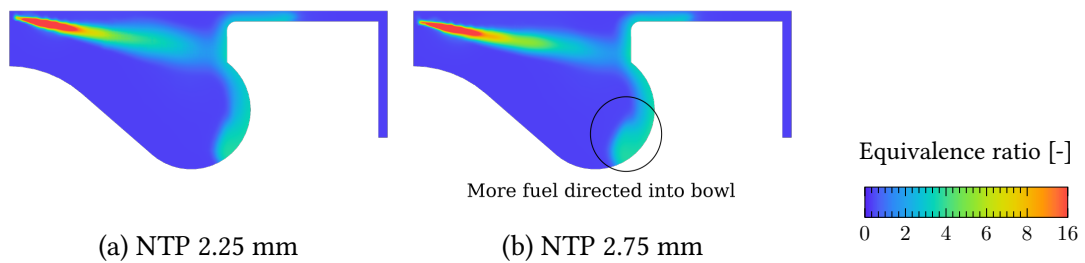 More fuel directed into bowl
(a) NTP 2.25 mm
(b) NTP 2.75 mm
Equivalence ratio [-]
0 2 4 6 8 16